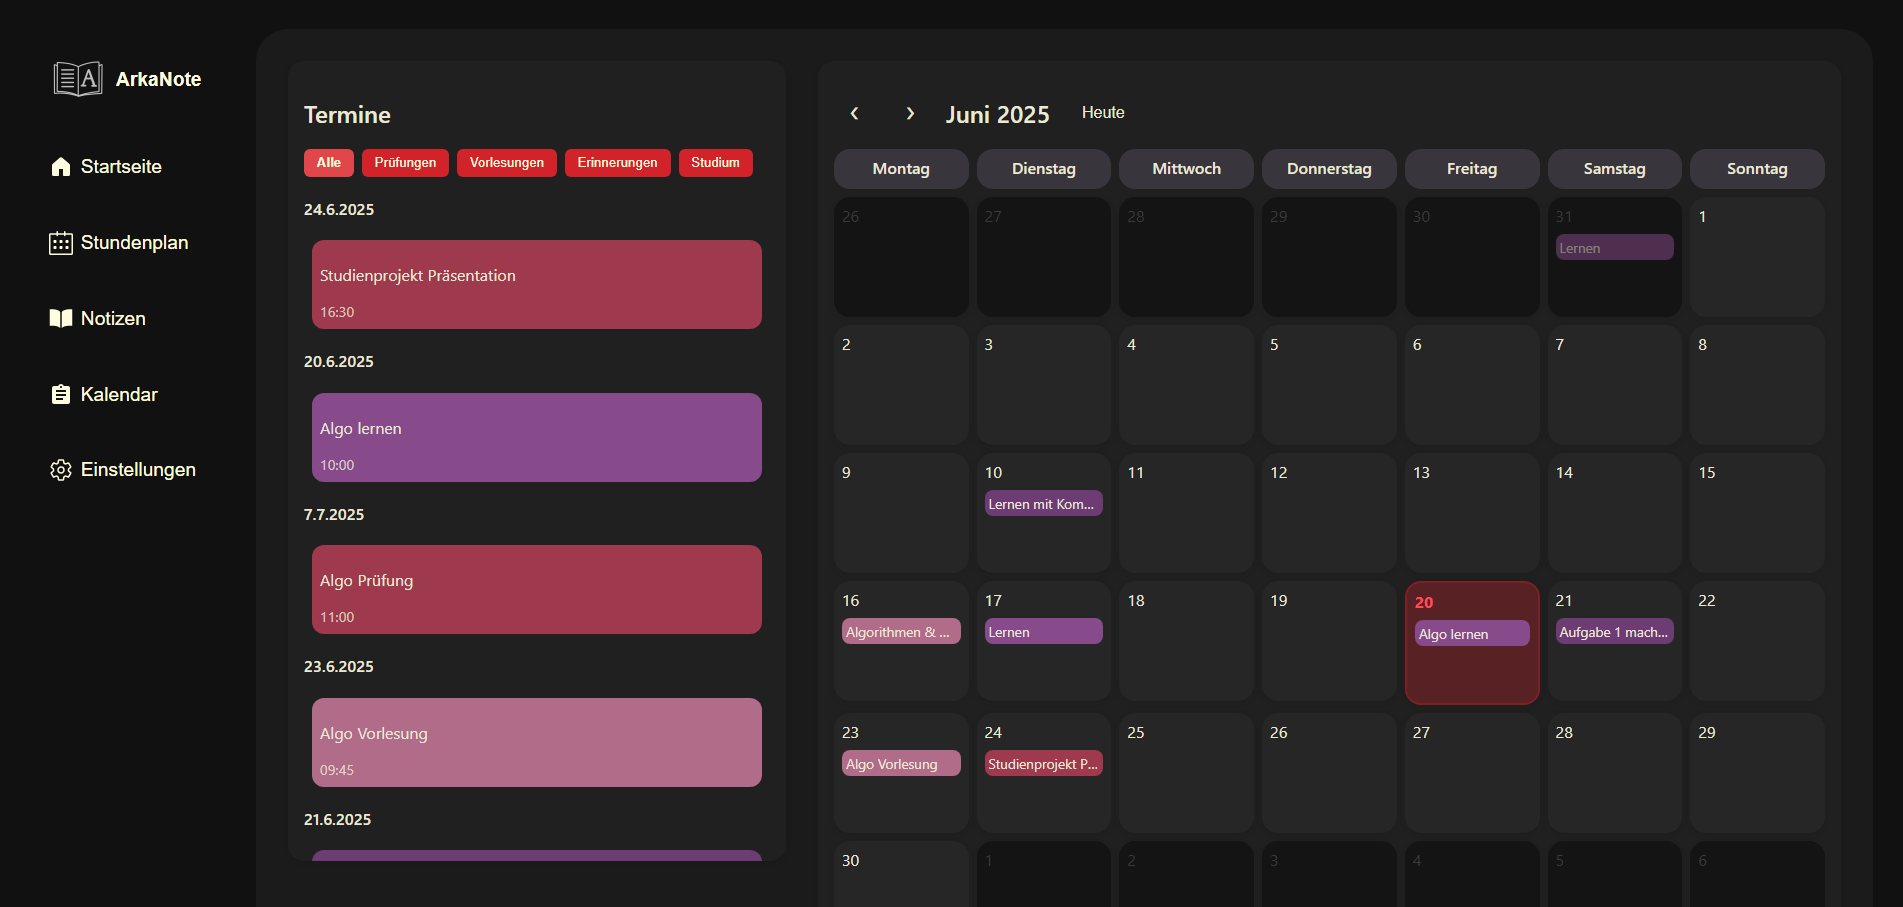 ArkaNote
Startseite
Stundenplan
Notizen
Kalendar
Einstellungen
Termine
Alle Prüfungen Vorlesungen Erinnerungen Studium
24.6.2025
Studienprojekt Präsentation
16:30
20.6.2025
Algo lernen
10:00
7.7.2025
Algo Prüfung
11:00
23.6.2025
Algo Vorlesung
09:45
21.6.2025
‹ › Juni 2025 Heute
Montag Dienstag Mittwoch Donnerstag Freitag Samstag Sonntag
26 27 28 29 30 31 1
Lernen
2 3 4 5 6 7 8
9 10 11 12 13 14 15
Lernen mit Kom...
16 17 18 19 20 21 22
Algorithmen & ... Lernen Algo lernen Aufgabe 1 mach...
23 24 25 26 27 28 29
Algo Vorlesung Studienprojekt P...
30 1 2 3 4 5 6